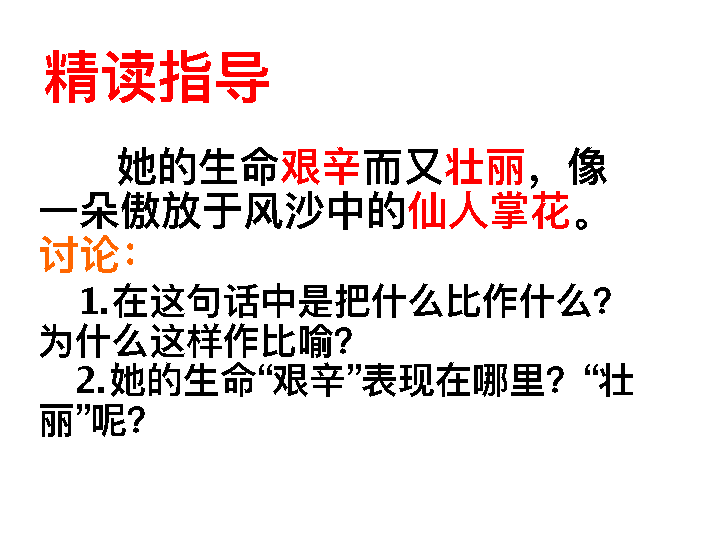 精读指导
她的生命艰辛而又壮丽，像
一朵傲放于风沙中的仙人掌花。
讨论：
1.在这句话中是把什么比作什么？
为什么这样作比喻？
2.她的生命“艰辛”表现在哪里？“壮
丽”呢？